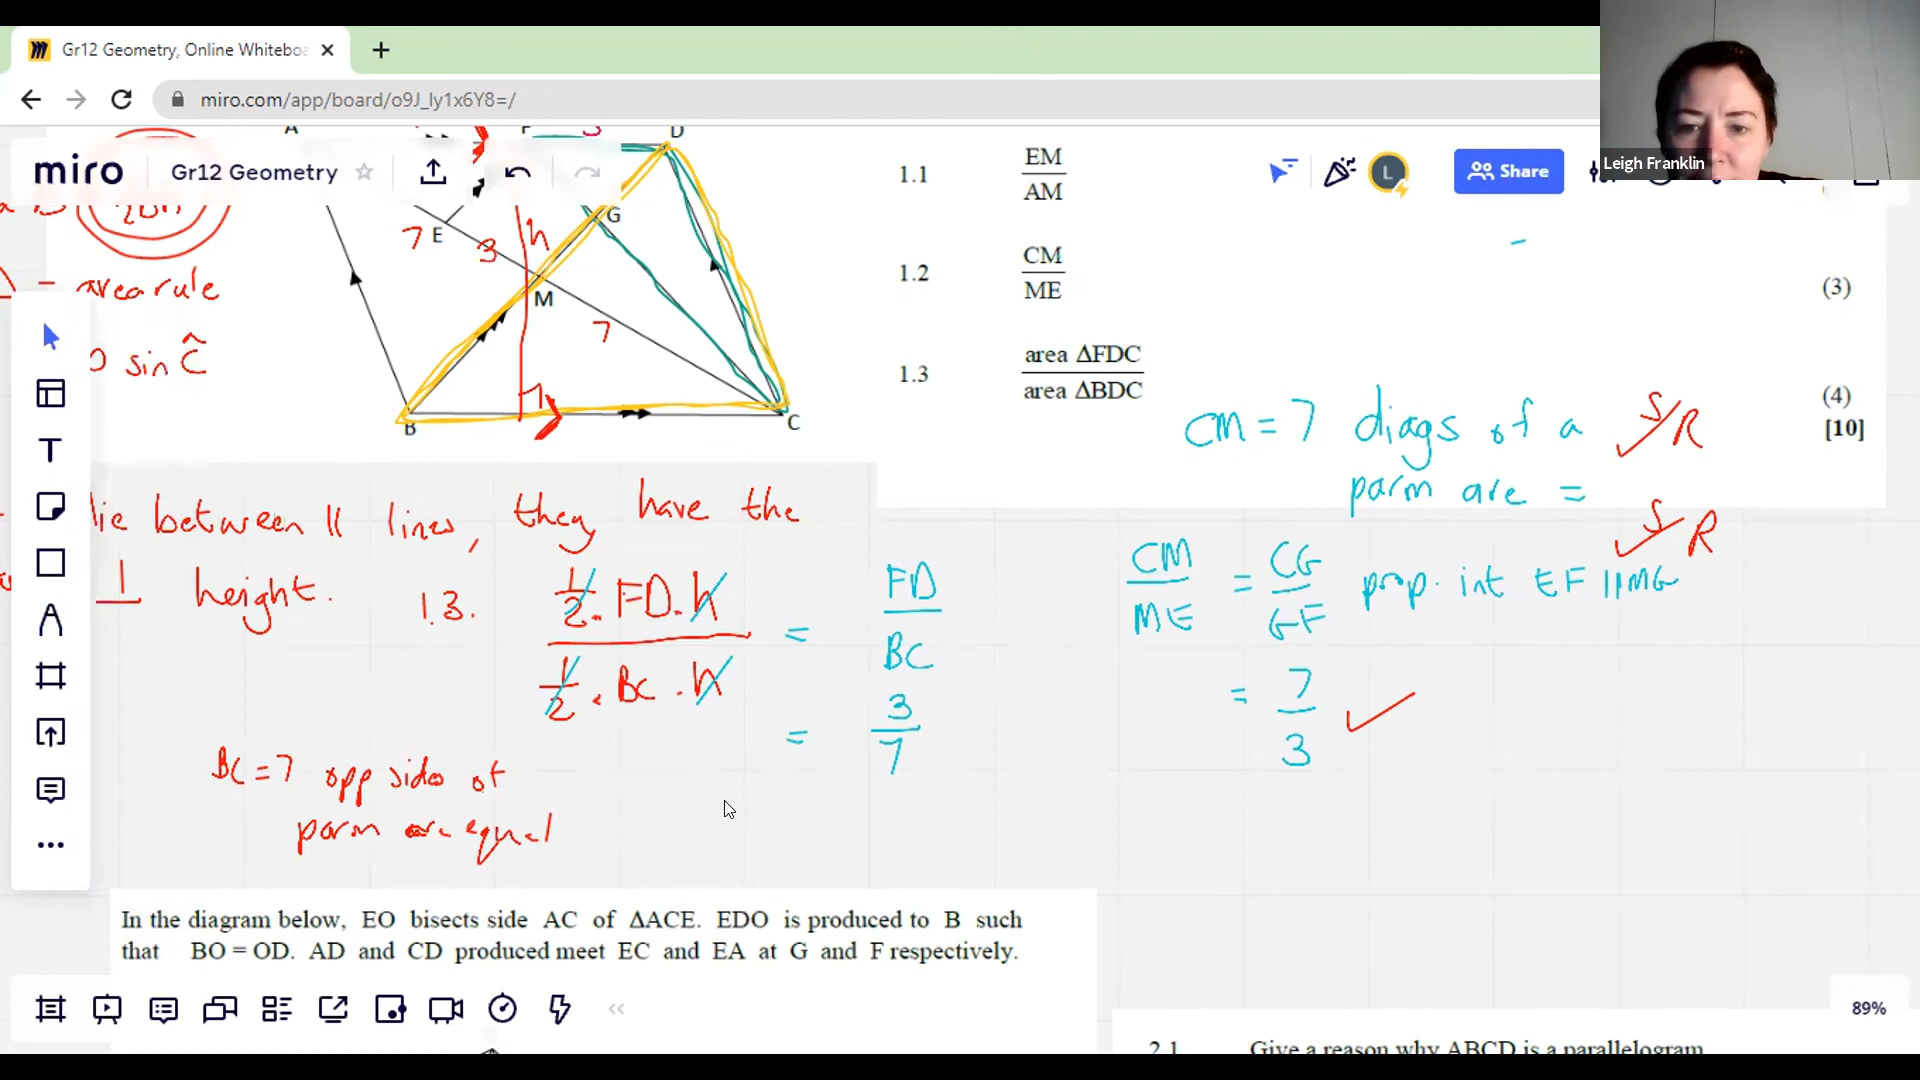 Gr12 Geometry, Online Whiteboa
miro.com/app/board/o9J_ly1x6Y8=/
Leigh Franklin
miro
Gr12 Geometry
L
Share
A
F
D
G
7
E
3
h
M
7
B
C
area rule
sin Ĉ
1.1
EM
AM
1.2
CM
ME
(3)
1.3
area ΔFDC
area ΔBDC
(4)
[10]
CM = 7 diags of a
parm are =
S/R
lie between || lines, they have the
⊥ height.
1.3.
1/2 . FD . h
1/2 . BC . h
= FD
BC
= 3
7
BC = 7 opp sides of
parm are equal
CM
ME
= CG
GF
prop. int EF || MG
S/R
= 7
3
In the diagram below, EO bisects side AC of ΔACE. EDO is produced to B such
that BO = OD. AD and CD produced meet EC and EA at G and F respectively.
89%
2.1 Give a reason why ABCD is a parallelogram